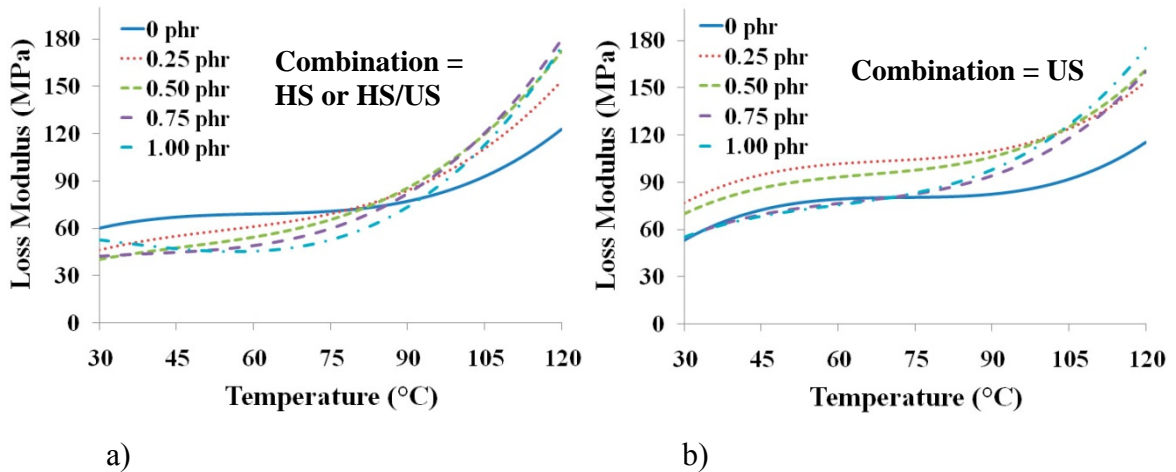 Loss Modulus (MPa)
180
150
120
90
60
30
0
0 phr
0.25 phr
0.50 phr
0.75 phr
1.00 phr
Combination =
HS or HS/US
30 45 60 75 90 105 120
Temperature (°C)
a)
Loss Modulus (MPa)
180
150
120
90
60
30
0
0 phr
0.25 phr
0.50 phr
0.75 phr
1.00 phr
Combination = US
30 45 60 75 90 105 120
Temperature (°C)
b)